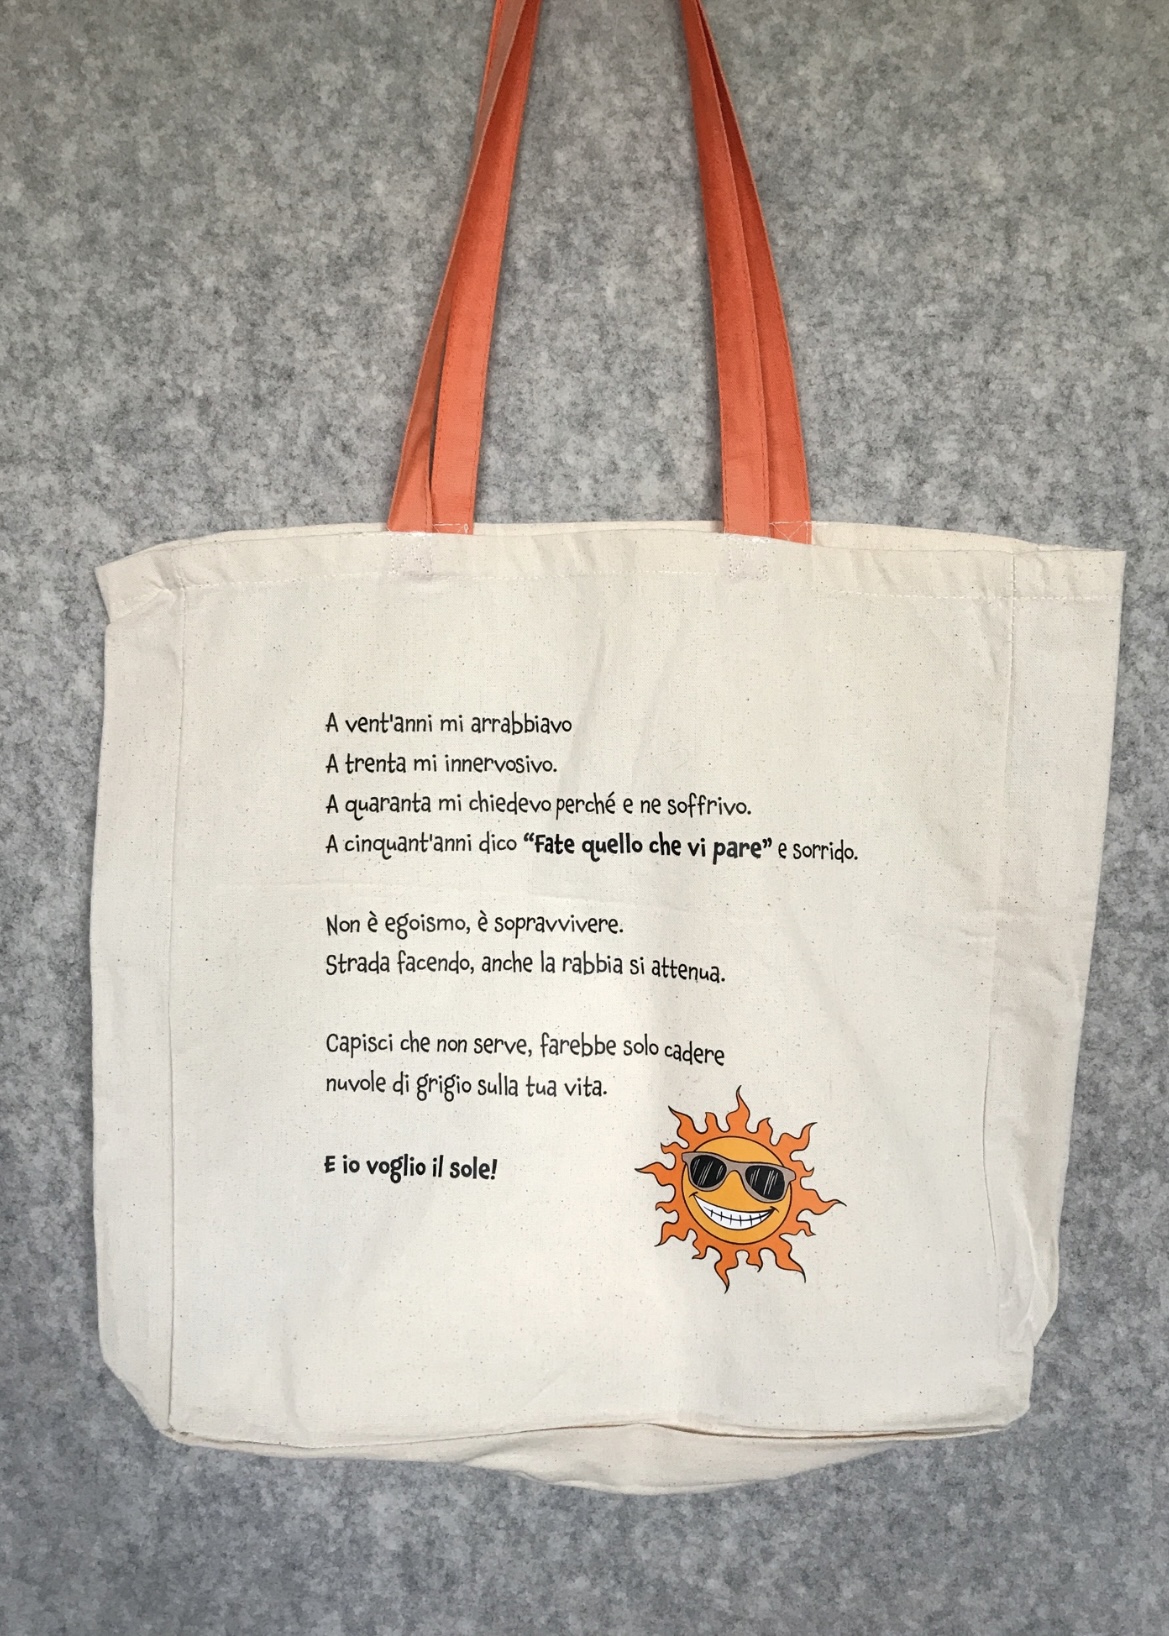 A vent'anni mi arrabbiavo
A trenta mi innervosivo.
A quaranta mi chiedevo perché e ne soffrivo.
A cinquant'anni dico “Fate quello che vi pare” e sorrido.
Non è egoismo, è sopravvivere.
Strada facendo, anche la rabbia si attenua.
Capisci che non serve, farebbe solo cadere
nuvole di grigio sulla tua vita.
E io voglio il sole!